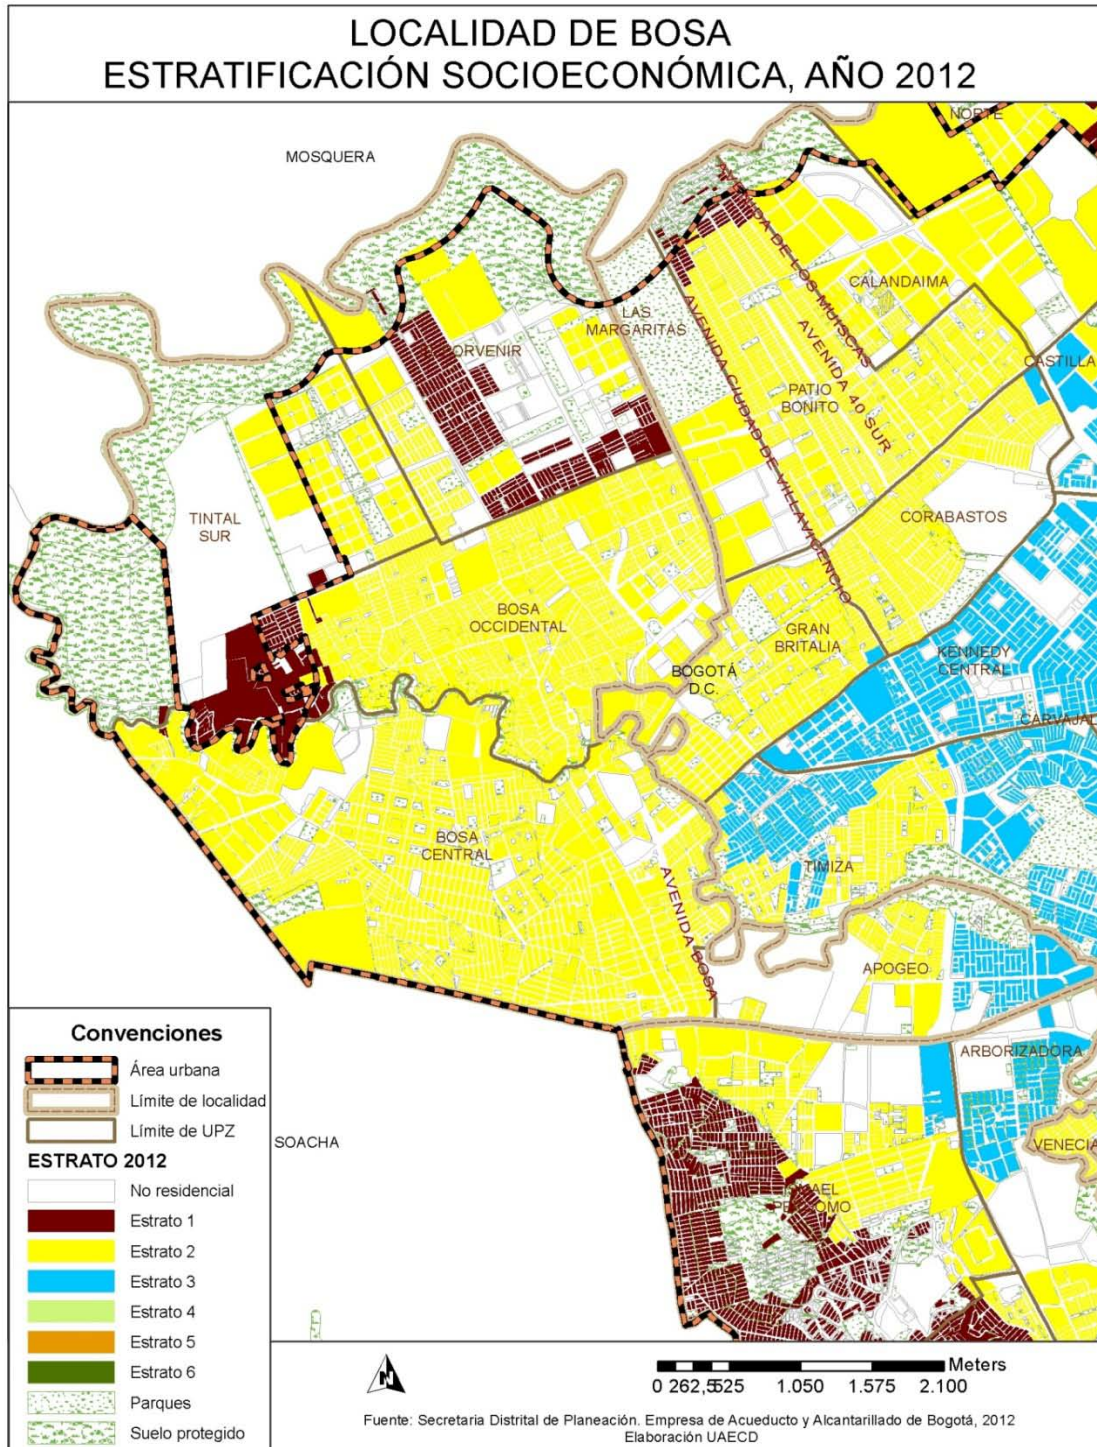 LOCALIDAD DE BOSA
ESTRATIFICACIÓN SOCIOECONÓMICA, AÑO 2012
NORTE
MOSQUERA
AVENIDA DE LOS MUISCAS
CALANDAIMA
LAS
MARGARITAS
AVENIDA 40 SUR
CASTILLA
PATIO
BONITO
AVENIDA CIUDAD DE VILLAVICENCIO
TINTAL
SUR
CORABASTOS
BOSA
OCCIDENTAL
GRAN
BRITALIA
KENNEDY
CENTRAL
BOGOTÁ
D.C.
CARVAJAL
BOSA
CENTRAL
TIMIZA
AVENIDA BOSA
APOGEO
ARBORIZADORA
VENECIA
SOACHA
Convenciones
Área urbana
Límite de localidad
Límite de UPZ
ESTRATO 2012
No residencial
Estrato 1
Estrato 2
Estrato 3
Estrato 4
Estrato 5
Estrato 6
Parques
Suelo protegido
N
Meters
0 262,5525 1.050 1.575 2.100
Fuente: Secretaria Distrital de Planeación. Empresa de Acueducto y Alcantarillado de Bogotá, 2012
Elaboración UAECD